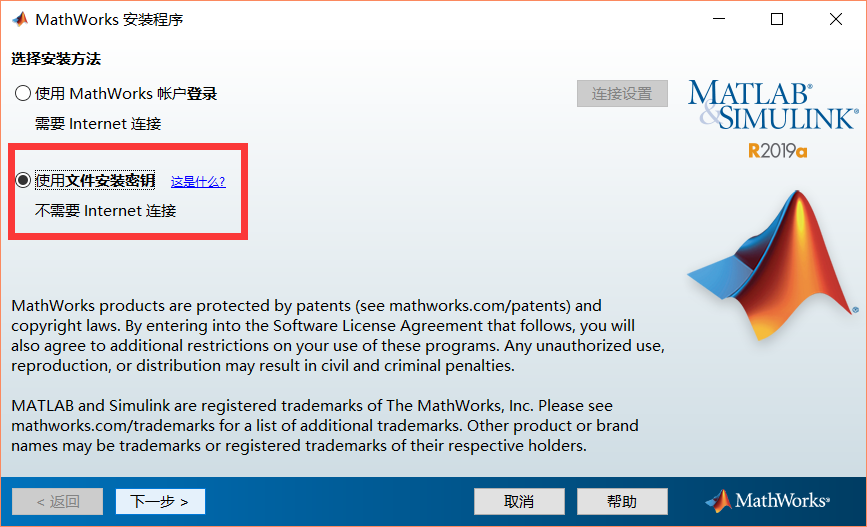 MathWorks 安装程序
选择安装方法
使用 MathWorks 帐户登录
连接设置
需要 Internet 连接
使用文件安装密钥 这是什么?
不需要 Internet 连接
MATLAB®
&SIMULINK®
R2019a
®
MathWorks products are protected by patents (see mathworks.com/patents) and
copyright laws. By entering into the Software License Agreement that follows, you will
also agree to additional restrictions on your use of these programs. Any unauthorized use,
reproduction, or distribution may result in civil and criminal penalties.
MATLAB and Simulink are registered trademarks of The MathWorks, Inc. Please see
mathworks.com/trademarks for a list of additional trademarks. Other product or brand
names may be trademarks or registered trademarks of their respective holders.
< 返回 下一步 > 取消 帮助 MathWorks®